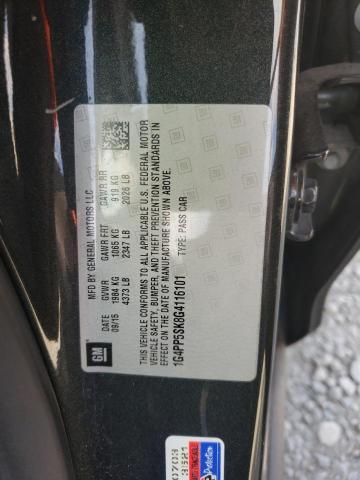 GM
MFD BY GENERAL MOTORS LLC
DATE GVWR GAWR FRT GAWR RR
09/15 1984 KG 1065 KG 919 KG
4373 LB 2347 LB 2026 LB
THIS VEHICLE CONFORMS TO ALL APPLICABLE U.S. FEDERAL MOTOR
VEHICLE SAFETY, BUMPER, AND THEFT PREVENTION STANDARDS IN
EFFECT ON THE DATE OF MANUFACTURE SHOWN ABOVE.
1G4PP5SK8G4116101 TYPE: PASS CAR